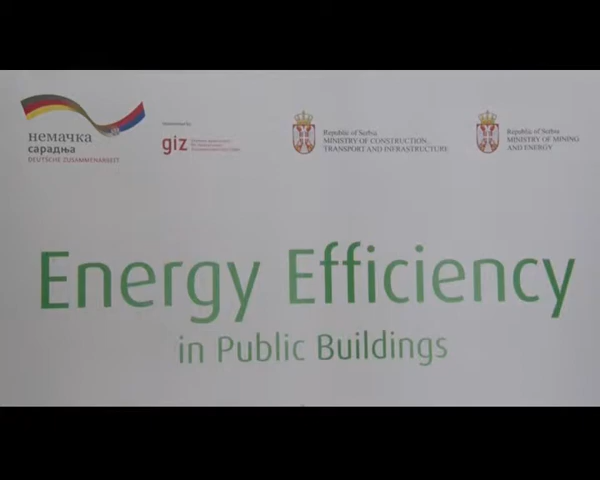 немачка
сарадња
DEUTSCHE ZUSAMMENARBEIT
giz
Republic of Serbia
MINISTRY OF CONSTRUCTION,
TRANSPORT AND INFRASTRUCTURE
Republic of Serbia
MINISTRY OF MINING
AND ENERGY
Energy Efficiency
in Public Buildings